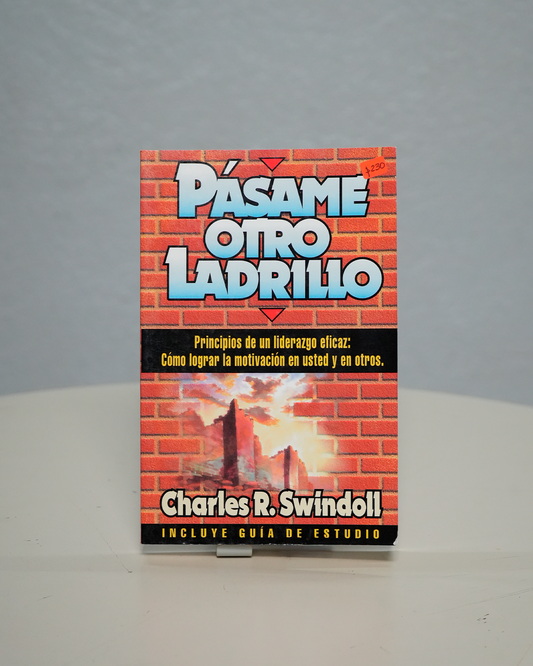 $230
PÁSAME
OTRO
LADRILLO
Principios de un liderazgo eficaz:
Cómo lograr la motivación en usted y en otros.
Charles R. Swindoll
INCLUYE GUÍA DE ESTUDIO